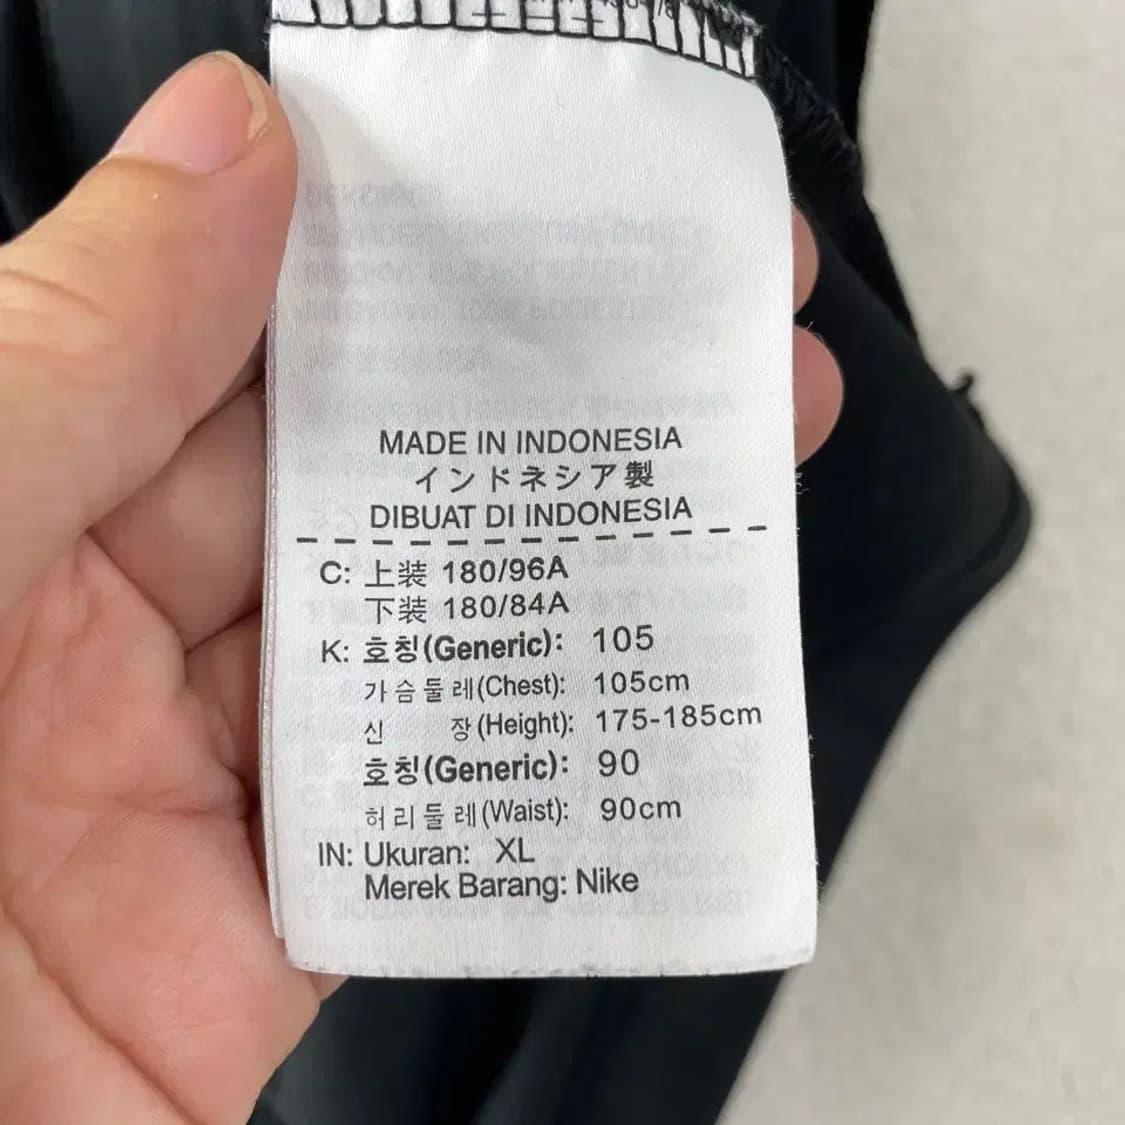 MADE IN INDONESIA
インドネシア製
DIBUAT DI INDONESIA
C: 上装 180/96A
下装 180/84A
K: 호칭(Generic): 105
가슴둘레(Chest): 105cm
신 장(Height): 175-185cm
호칭(Generic): 90
허리둘레(Waist): 90cm
IN: Ukuran: XL
Merek Barang: Nike